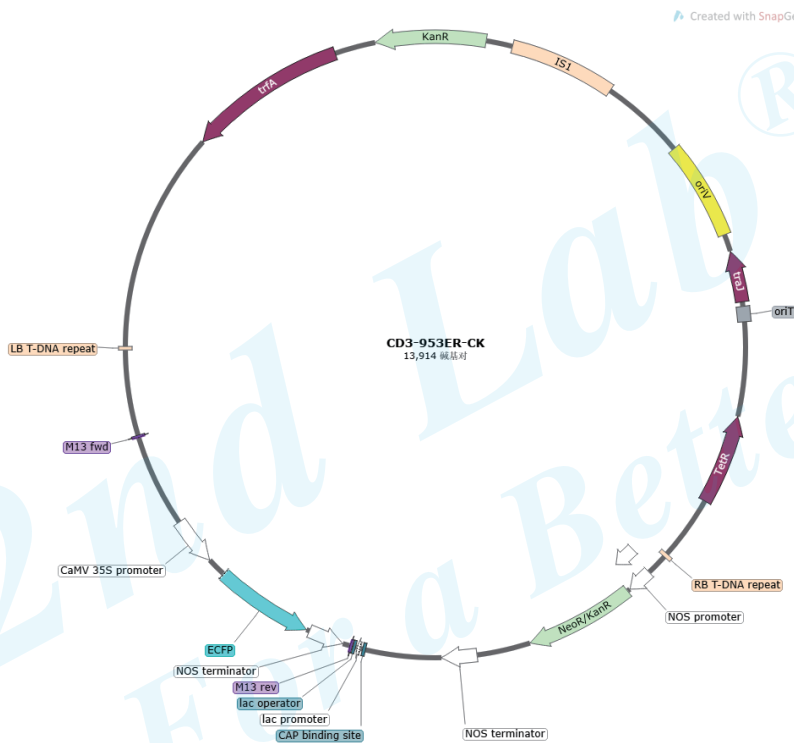 Created with SnapGe
KanR
IS1
trfA
oriV
traJ
oriT
CD3-953ER-CK
13,914 碱基对
LB T-DNA repeat
M13 fwd
TetR
CaMV 35S promoter
RB T-DNA repeat
NOS promoter
NeoR/KanR
ECFP
NOS terminator
M13 rev
lac operator
lac promoter
CAP binding site
NOS terminator
2nd Lab®
For a Bette